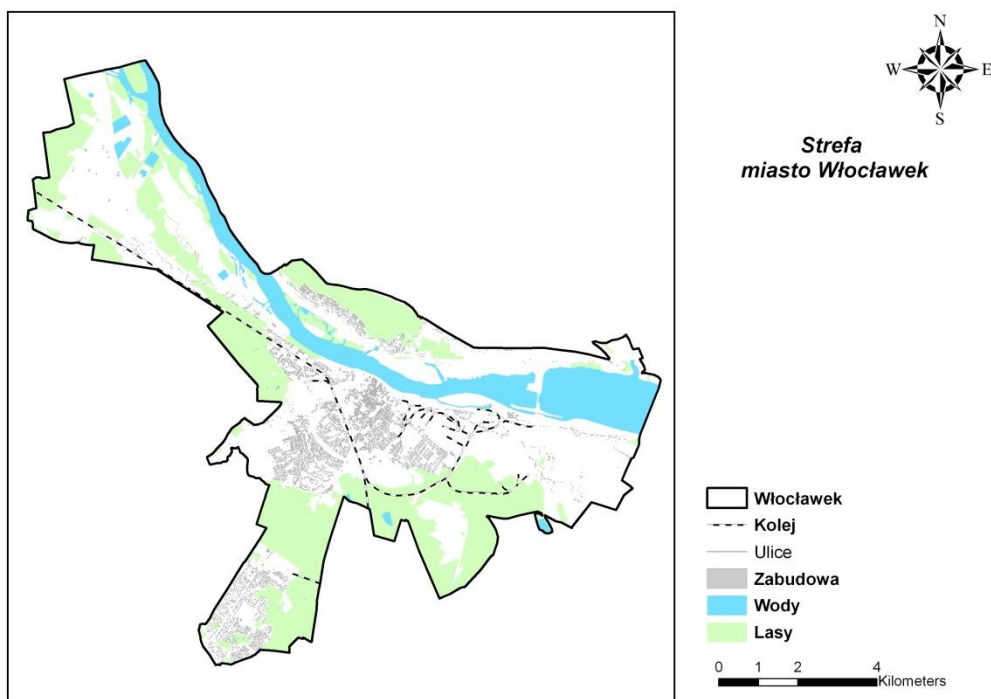 N
W E
S
Strefa
miasto Włocławek
Włocławek
Kolej
Ulice
Zabudowa
Wody
Lasy
0 1 2 4
Kilometers